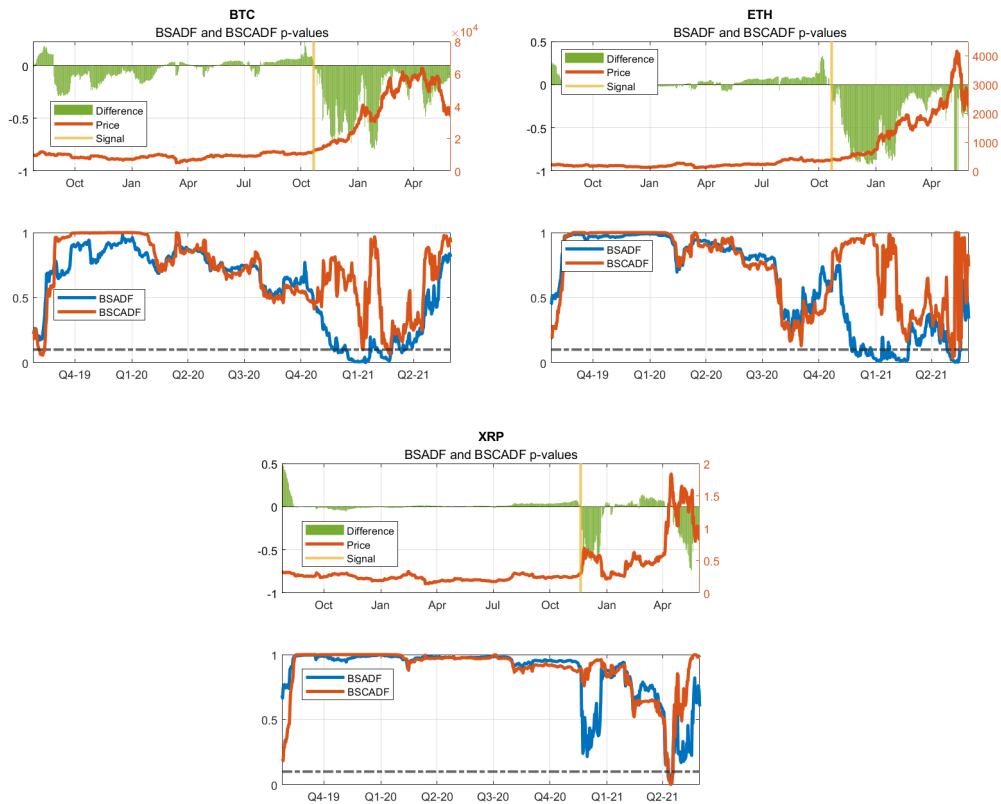 BTC
BSADF and BSCADF p-values
× 10^4
0
-0.5
-1
8
6
4
2
0
Difference
Price
Signal
Oct Jan Apr Jul Oct Jan Apr
1
0.5
0
BSADF
BSCADF
Q4-19 Q1-20 Q2-20 Q3-20 Q4-20 Q1-21 Q2-21
ETH
BSADF and BSCADF p-values
0.5
0
-0.5
-1
4000
3000
2000
1000
0
Difference
Price
Signal
Oct Jan Apr Jul Oct Jan Apr
1
0.5
0
BSADF
BSCADF
Q4-19 Q1-20 Q2-20 Q3-20 Q4-20 Q1-21 Q2-21
XRP
BSADF and BSCADF p-values
0.5
0
-0.5
-1
2
1.5
1
0.5
0
Difference
Price
Signal
Oct Jan Apr Jul Oct Jan Apr
1
0.5
0
BSADF
BSCADF
Q4-19 Q1-20 Q2-20 Q3-20 Q4-20 Q1-21 Q2-21